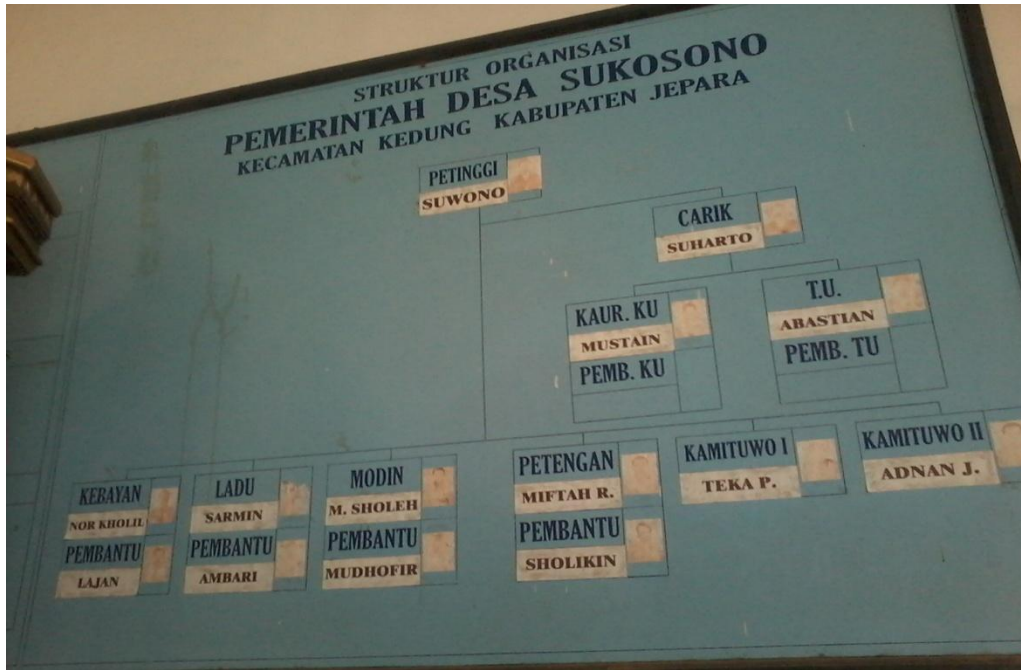 STRUKTUR ORGANISASI
PEMERINTAH DESA SUKOSONO
KECAMATAN KEDUNG KABUPATEN JEPARA
PETINGGI
SUWONO
CARIK
SUHARTO
KAUR. KU
MUSTAIN
PEMB. KU
T.U.
ABASTIAN
PEMB. TU
KEBAYAN
NOR KHOLIL
PEMBANTU
LAJAN
LADU
SARMIN
PEMBANTU
AMBARI
MODIN
M. SHOLEH
PEMBANTU
MUDHOFIR
PETENGAN
MIFTAH R.
PEMBANTU
SHOLIKIN
KAMITUWO I
TEKA P.
KAMITUWO II
ADNAN J.